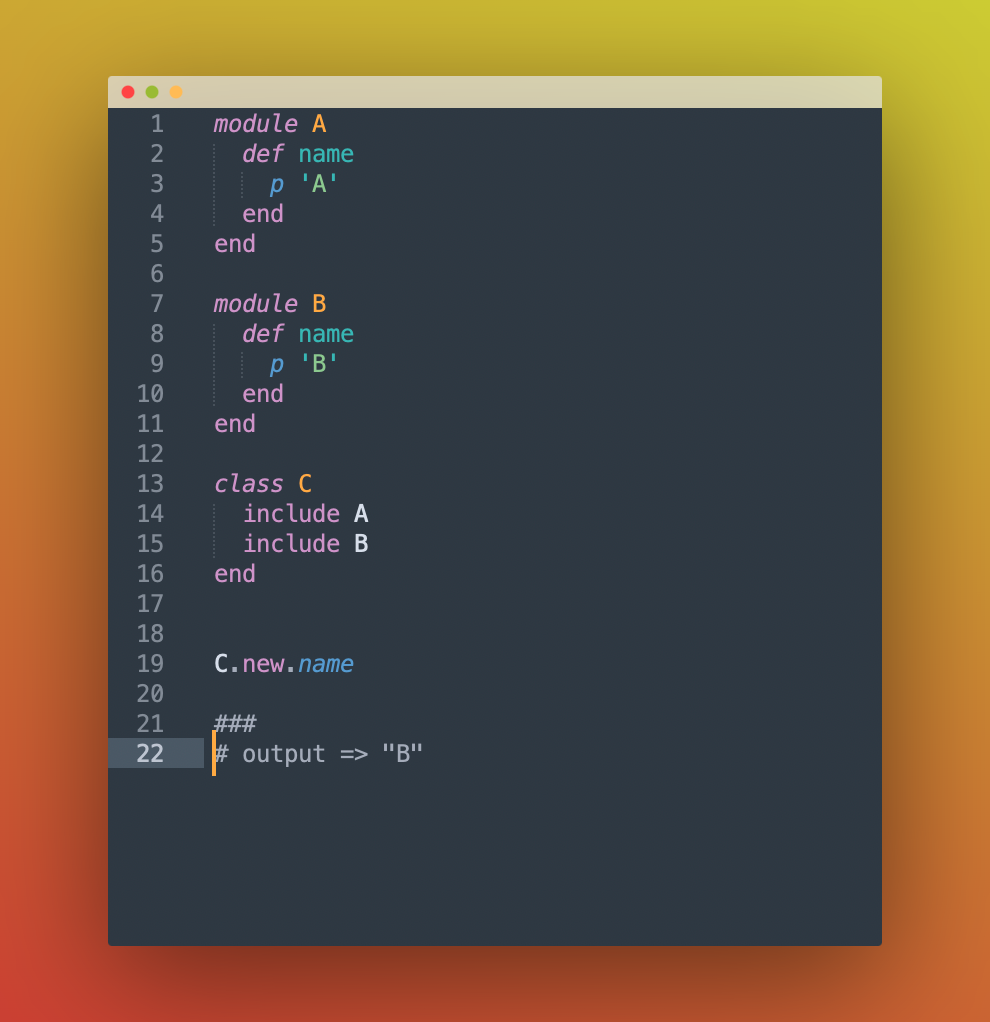 1 module A
2   def name
3     p 'A'
4   end
5 end
6
7 module B
8   def name
9     p 'B'
10   end
11 end
12
13 class C
14   include A
15   include B
16 end
17
18
19 C.new.name
20
21 ###
22 # output => "B"